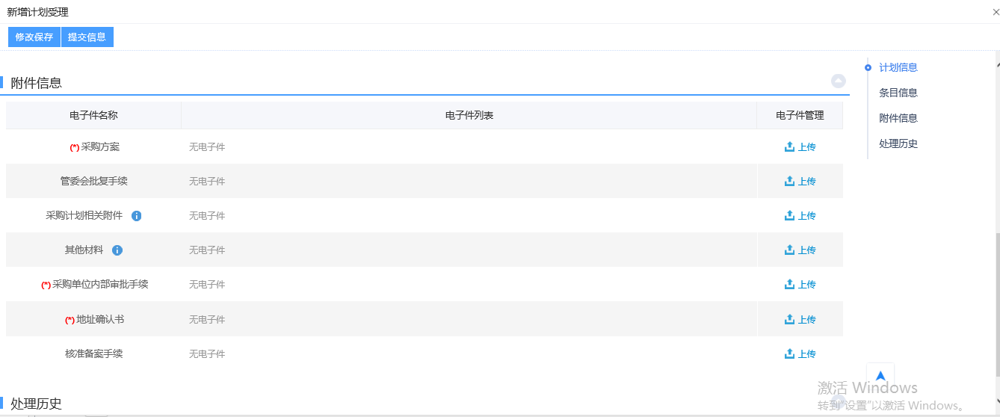 新增计划受理
修改保存 提交信息
附件信息
电子件名称 电子件列表 电子件管理
(*) 采购方案 无电子件 上传
管委会批复手续 无电子件 上传
采购计划相关附件 无电子件 上传
其他材料 无电子件 上传
(*) 采购单位内部审批手续 无电子件 上传
(*) 地址确认书 无电子件 上传
核准备案手续 无电子件 上传
处理历史
计划信息
条目信息
附件信息
处理历史
激活 Windows
转到"设置"以激活 Windows。